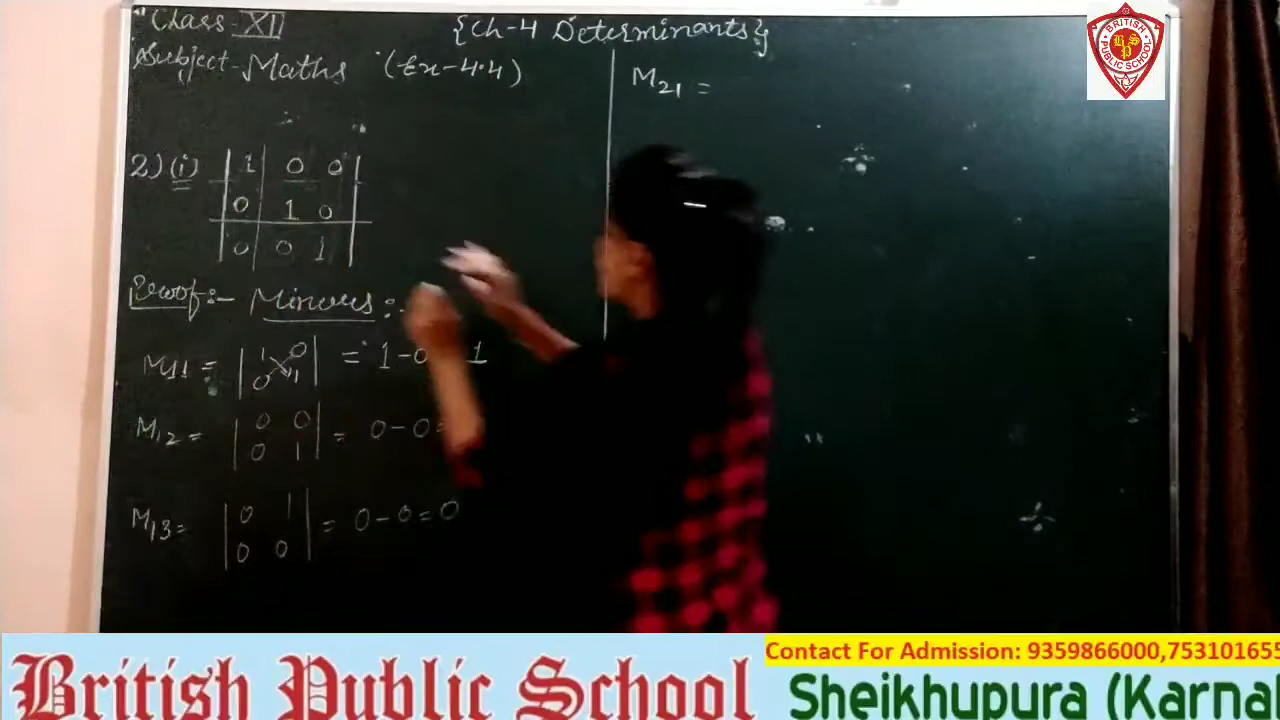 Class-XII
{Ch-4 Determinants}
Subject-Maths (Ex-4.4)
2) (i) | 1 0 0 |
| 0 1 0 |
| 0 0 1 |
Proof:- Minors:-
M11 = | 1 0 | = 1-0 1
| 0 1 |
M12 = | 0 0 | = 0-0=
| 0 1 |
M13= | 0 1 | = 0-0=0
| 0 0 |
M21 =
BRITISH
PUBLIC SCHOOL
BPS
Contact For Admission: 9359866000,753101655
British Public School
Sheikhupura (Karnal